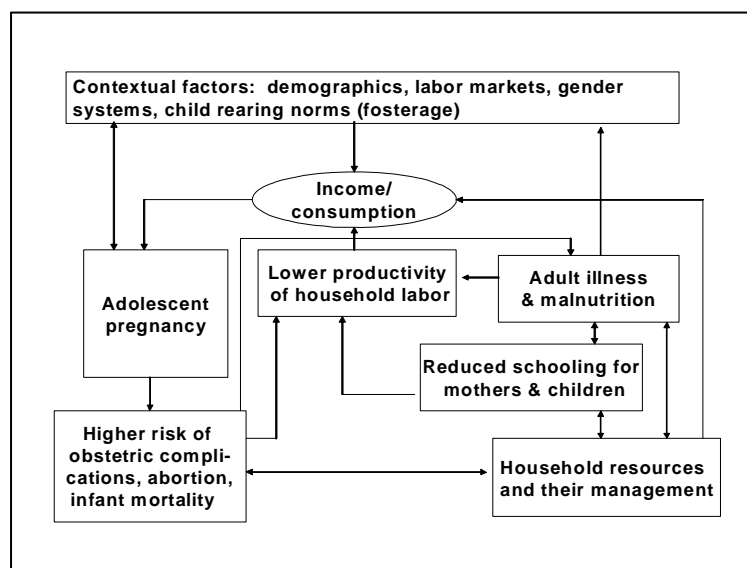 Contextual factors: demographics, labor markets, gender
systems, child rearing norms (fosterage)
Income/
consumption
Lower productivity
of household labor
Adult illness
& malnutrition
Adolescent
pregnancy
Reduced schooling for
mothers & children
Higher risk of
obstetric compli-
cations, abortion,
infant mortality
Household resources
and their management